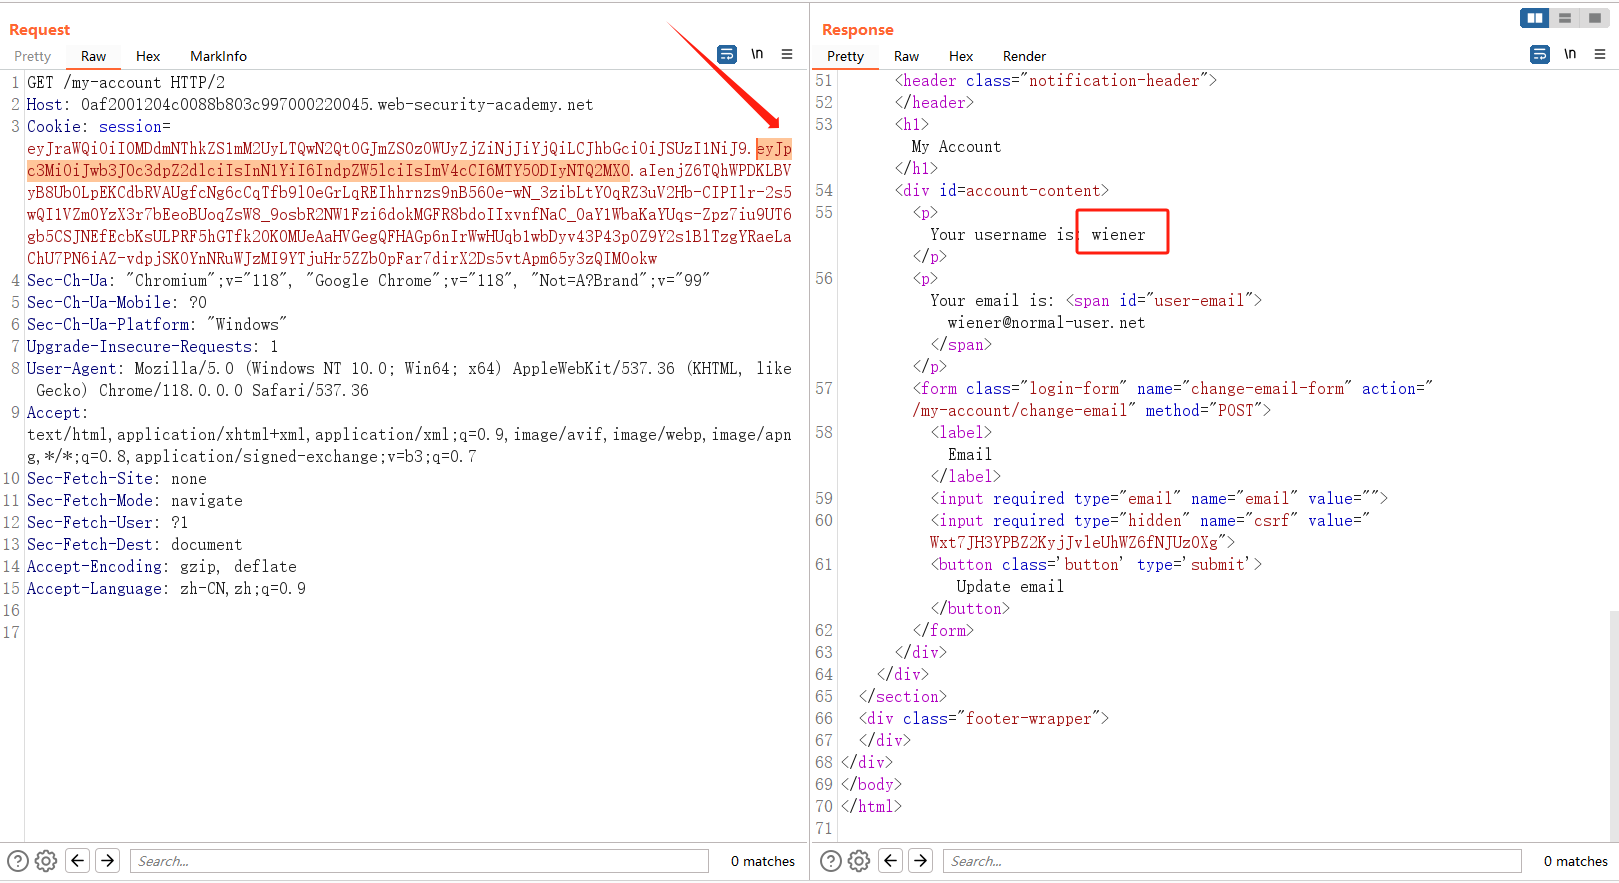 Request
Pretty Raw Hex MarkInfo \n
1 GET /my-account HTTP/2
2 Host: 0af2001204c0088b803c997000220045.web-security-academy.net
3 Cookie: session=
eyJraWQiOiI0MDdmNThkZS1mM2UyLTQwN2QtOGJmZS0zOWUyZjZiNjJiYjQiLCJhbGciOiJSUzI1NiJ9.eyJp
c3MiOiJwb3J0c3dpZ2dlciIsInN1YiI6IndpZW5lciIsImV4cCI6MTY5ODIyNTQ2MX0.aIenjZ6TQhWPDKLBV
yB8Ub0LpEKCdbRVAUgfcNg6cCqTfb9l0eGrLqREIhhrnzs9nB560e-wN_3zibLtY0qRZ3uV2Hb-CIPIlr-2s5
wQI1VZm0YzX3r7bEeoBUoqZsW8_9osbR2NW1Fzi6dokMGFR8bdoIIxvnfNaC_0aY1WbaKaYUqs-Zpz7iu9UT6
gb5CSJNEfEcbKsULPRF5hGTfk20K0MUeAaHVGegQFHAGp6nIrWwHUqb1wbDyv43P43p0Z9Y2s1BlTzgYRaeLa
ChU7PN6iAZ-vdpjSK0YnNRuWJzMI9YTjuHr5ZZb0pFar7dirX2Ds5vtApm65y3zQIM0okw
4 Sec-Ch-Ua: "Chromium";v="118", "Google Chrome";v="118", "Not=A?Brand";v="99"
5 Sec-Ch-Ua-Mobile: ?0
6 Sec-Ch-Ua-Platform: "Windows"
7 Upgrade-Insecure-Requests: 1
8 User-Agent: Mozilla/5.0 (Windows NT 10.0; Win64; x64) AppleWebKit/537.36 (KHTML, like
Gecko) Chrome/118.0.0.0 Safari/537.36
9 Accept:
text/html,application/xhtml+xml,application/xml;q=0.9,image/avif,image/webp,image/apn
g,*/*;q=0.8,application/signed-exchange;v=b3;q=0.7
10 Sec-Fetch-Site: none
11 Sec-Fetch-Mode: navigate
12 Sec-Fetch-User: ?1
13 Sec-Fetch-Dest: document
14 Accept-Encoding: gzip, deflate
15 Accept-Language: zh-CN,zh;q=0.9
16
17
Search...
0 matches
Response
Pretty Raw Hex Render \n
51 <header class="notification-header">
52 </header>
53 <h1>
My Account
</h1>
54 <div id=account-content>
55 <p>
Your username is: wiener
</p>
56 <p>
Your email is: <span id="user-email">
wiener@normal-user.net
</span>
</p>
57 <form class="login-form" name="change-email-form" action="
/my-account/change-email" method="POST">
58 <label>
Email
</label>
59 <input required type="email" name="email" value="">
60 <input required type="hidden" name="csrf" value="
Wxt7JH3YPBZ2KyjJvleUhWZ6fNJUz0Xg">
61 <button class='button' type='submit'>
Update email
</button>
62 </form>
63 </div>
64 </div>
65 </section>
66 <div class="footer-wrapper">
67 </div>
68 </div>
69 </body>
70 </html>
71
Search...
0 matches